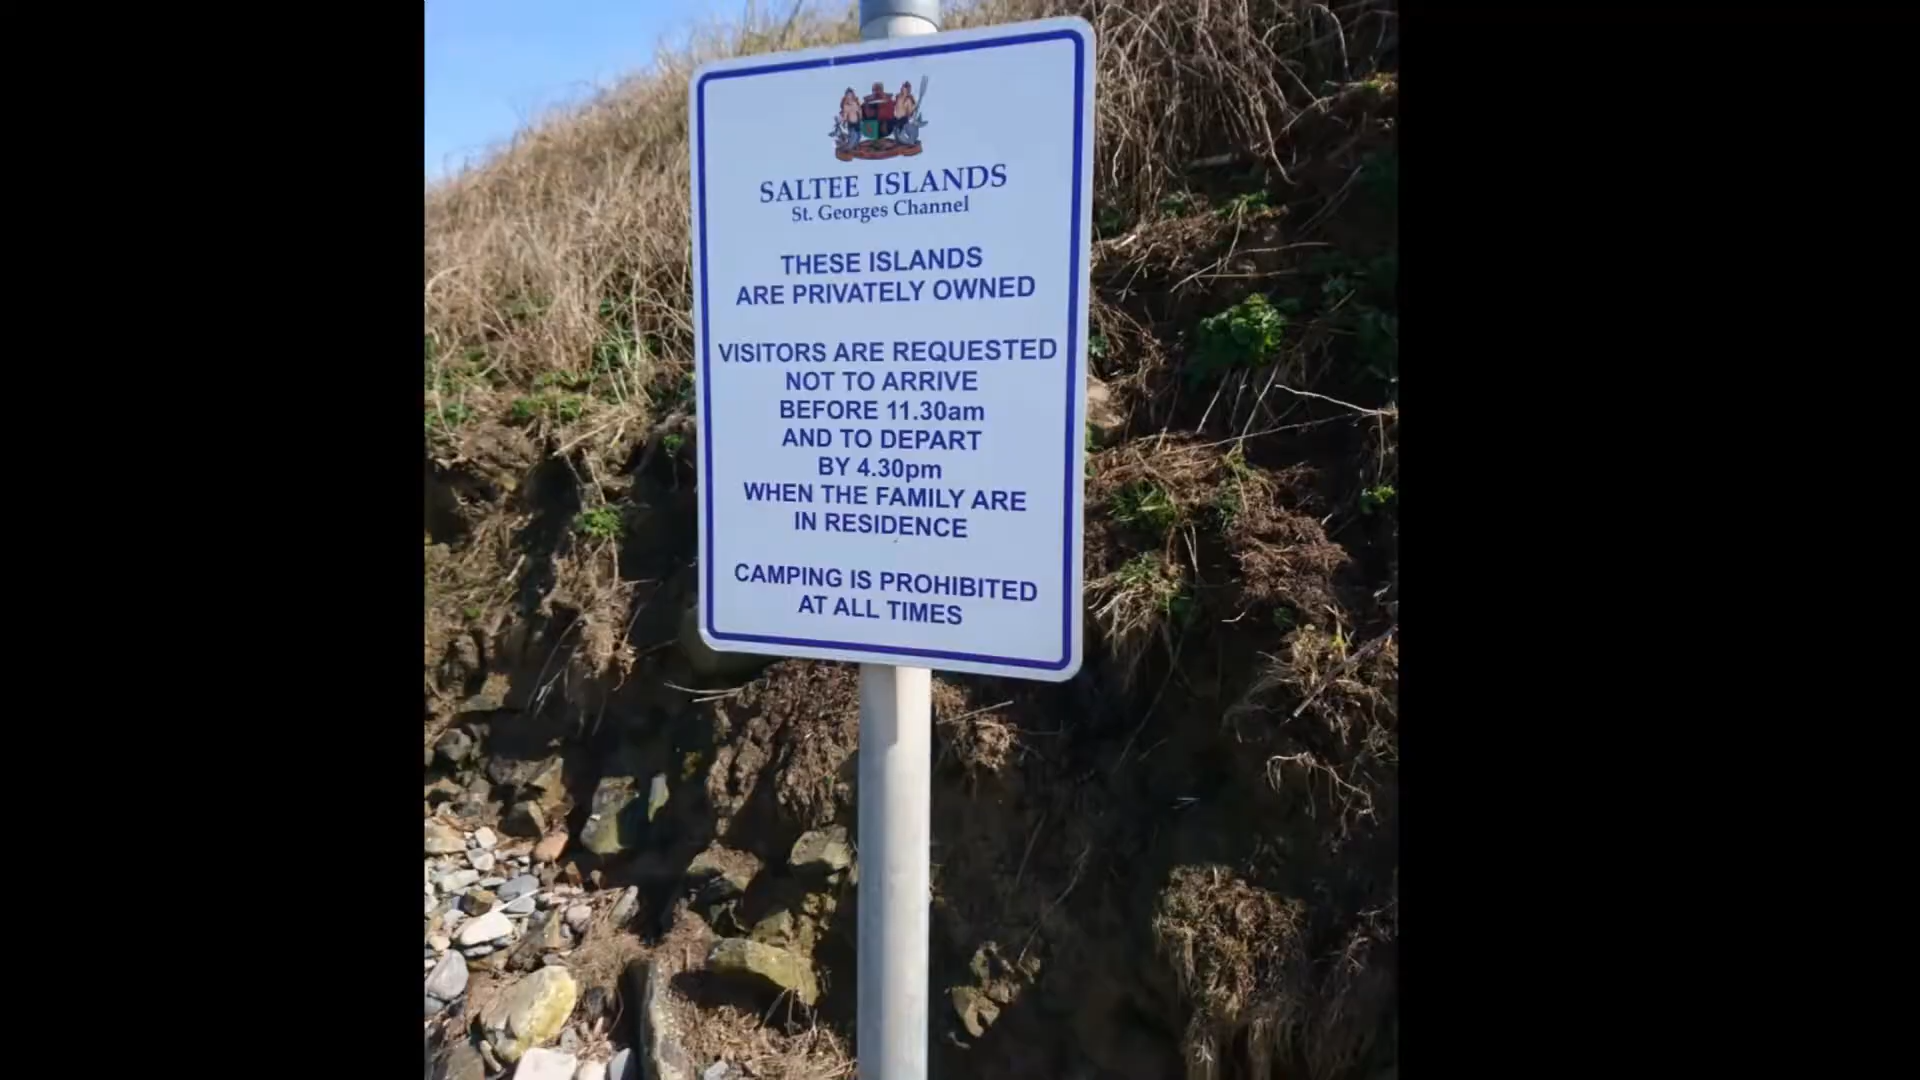 SALTEE ISLANDS
St. Georges Channel
THESE ISLANDS
ARE PRIVATELY OWNED
VISITORS ARE REQUESTED
NOT TO ARRIVE
BEFORE 11.30am
AND TO DEPART
BY 4.30pm
WHEN THE FAMILY ARE
IN RESIDENCE
CAMPING IS PROHIBITED
AT ALL TIMES